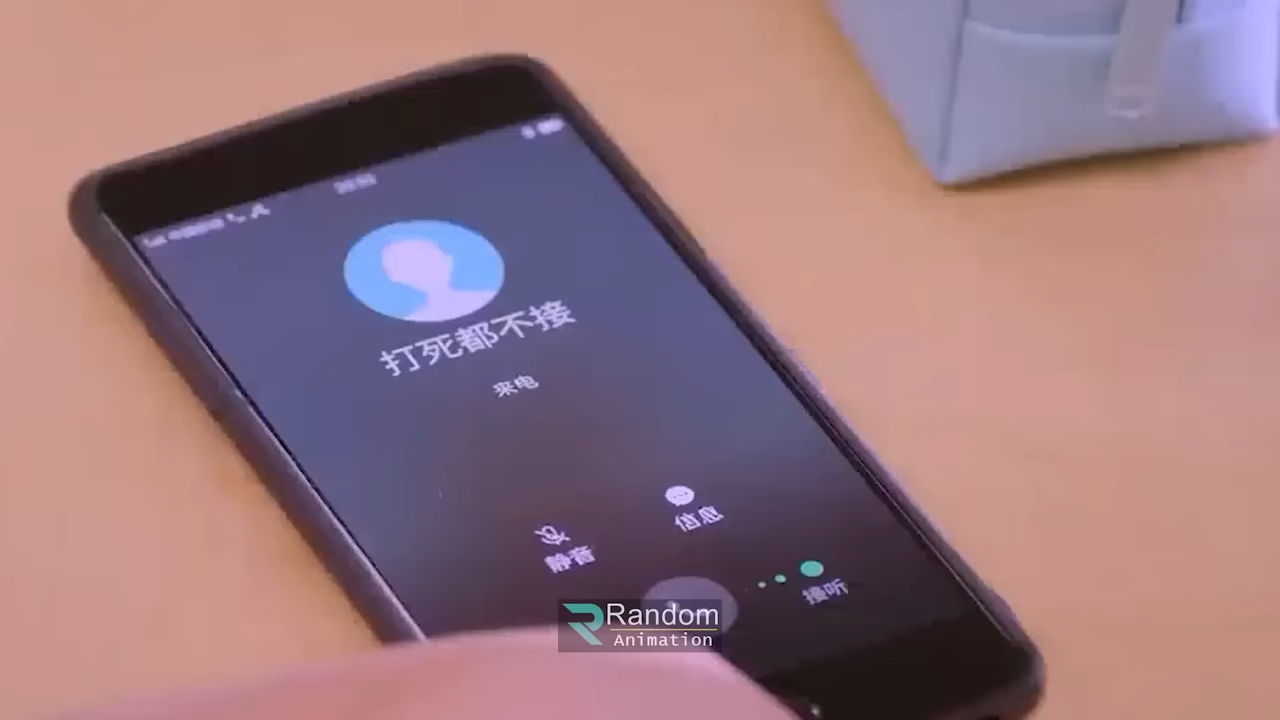 打死都不接
来电
信息
静音
接听
Random
Animation